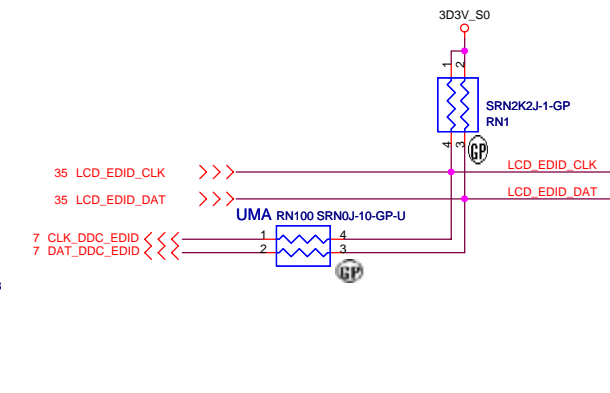 3D3V_S0
1
2
SRN2K2J-1-GP
RN1
4
3
GP
35 LCD_EDID_CLK
LCD_EDID_CLK
35 LCD_EDID_DAT
LCD_EDID_DAT
UMA RN100 SRN0J-10-GP-U
7 CLK_DDC_EDID
1
4
7 DAT_DDC_EDID
2
3
GP